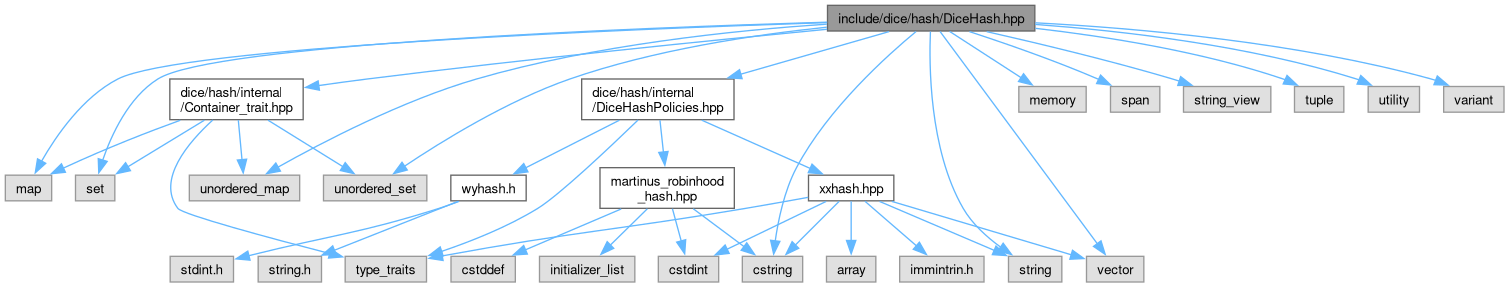 include/dice/hash/DiceHash.hpp
dice/hash/internal
/Container_trait.hpp
dice/hash/internal
/DiceHashPolicies.hpp
memory
span
string_view
tuple
utility
variant
map
set
unordered_map
unordered_set
wyhash.h
martinus_robinhood
_hash.hpp
xxhash.hpp
stdint.h
string.h
type_traits
cstddef
initializer_list
cstdint
cstring
array
immintrin.h
string
vector